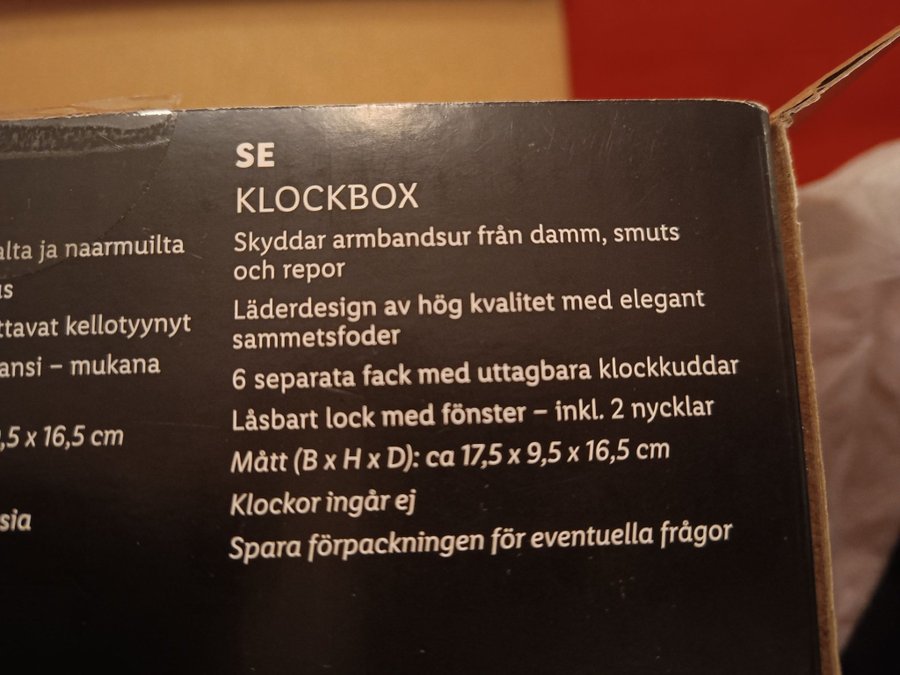 alta ja naarmuilta
us
ttavat kellotyynyt
ansi – mukana
,5 x 16,5 cm
sia
SE
KLOCKBOX
Skyddar armbandsur från damm, smuts
och repor
Läderdesign av hög kvalitet med elegant
sammetsfoder
6 separata fack med uttagbara klockkuddar
Låsbart lock med fönster – inkl. 2 nycklar
Mått (B x H x D): ca 17,5 x 9,5 x 16,5 cm
Klockor ingår ej
Spara förpackningen för eventuella frågor